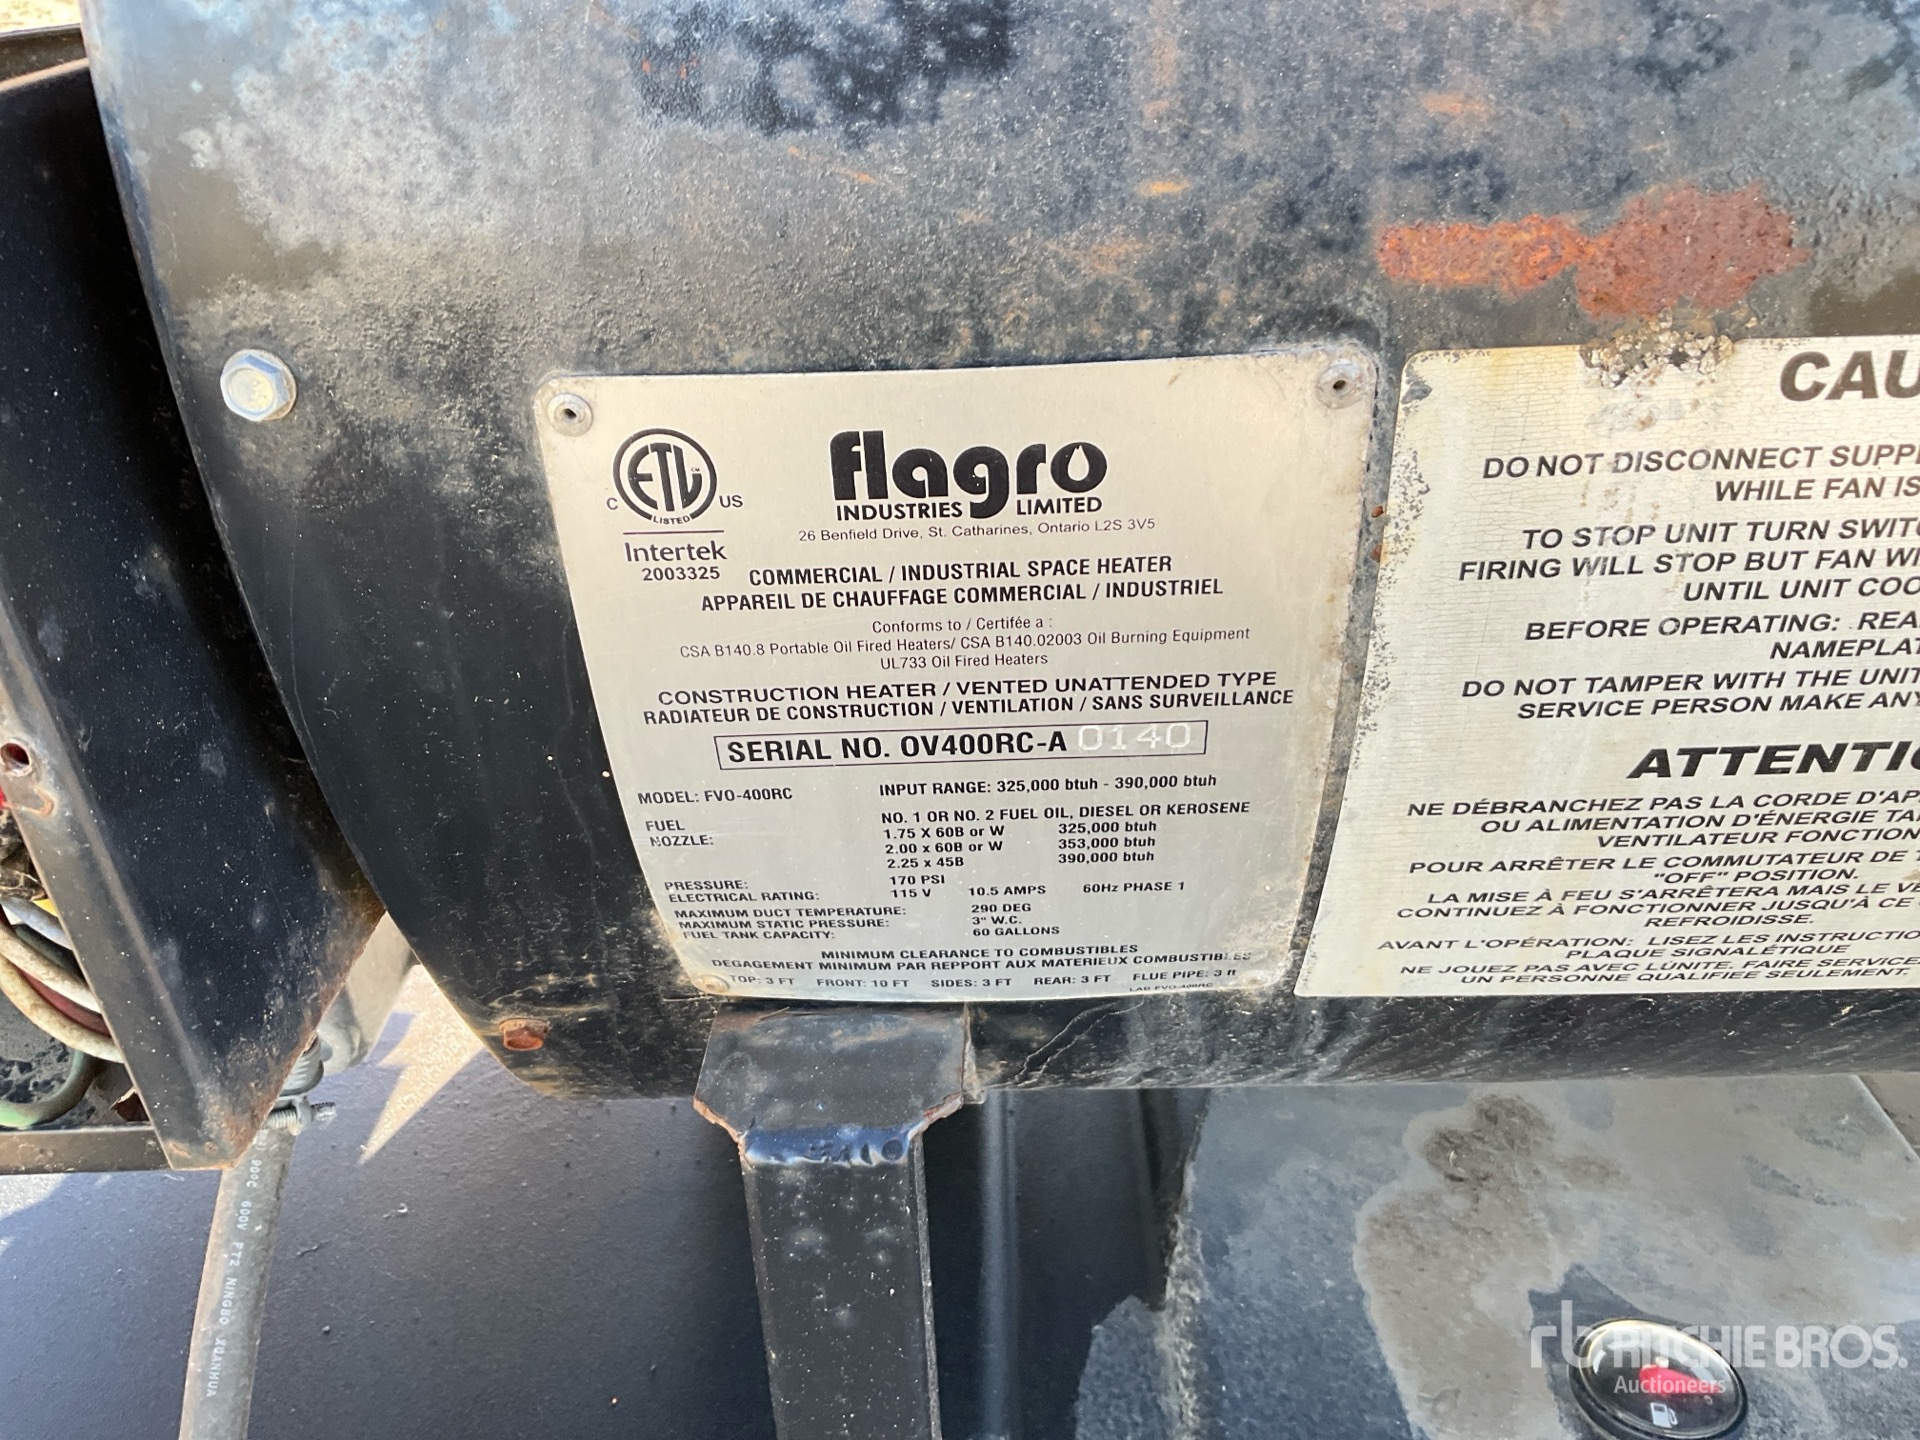 C ETL CM US
LISTED
Intertek
2003325
flagro
INDUSTRIES LIMITED
26 Benfield Drive, St. Catharines, Ontario L2S 3V5
COMMERCIAL / INDUSTRIAL SPACE HEATER
APPAREIL DE CHAUFFAGE COMMERCIAL / INDUSTRIEL
Conforms to / Certifée a :
CSA B140.8 Portable Oil Fired Heaters/ CSA B140.02003 Oil Burning Equipment
UL733 Oil Fired Heaters
CONSTRUCTION HEATER / VENTED UNATTENDED TYPE
RADIATEUR DE CONSTRUCTION / VENTILATION / SANS SURVEILLANCE
SERIAL NO. OV400RC-A 0140
MODEL: FVO-400RC INPUT RANGE: 325,000 btuh - 390,000 btuh
FUEL NO. 1 OR NO. 2 FUEL OIL, DIESEL OR KEROSENE
NOZZLE: 1.75 X 60B or W 325,000 btuh
2.00 x 60B or W 353,000 btuh
2.25 x 45B 390,000 btuh
PRESSURE: 170 PSI
ELECTRICAL RATING: 115 V 10.5 AMPS 60Hz PHASE 1
MAXIMUM DUCT TEMPERATURE: 290 DEG
MAXIMUM STATIC PRESSURE: 3" W.C.
FUEL TANK CAPACITY: 60 GALLONS
MINIMUM CLEARANCE TO COMBUSTIBLES
DEGAGEMENT MINIMUM PAR REPPORT AUX MATERIEUX COMBUSTIBLES
TOP: 3 FT FRONT: 10 FT SIDES: 3 FT REAR: 3 FT FLUE PIPE: 3 ft
LAB FVO-400RC
CAU
DO NOT DISCONNECT SUPP
WHILE FAN IS
TO STOP UNIT TURN SWITC
FIRING WILL STOP BUT FAN WI
UNTIL UNIT COO
BEFORE OPERATING: REA
NAMEPLAT
DO NOT TAMPER WITH THE UNIT
SERVICE PERSON MAKE ANY
ATTENTIO
NE DÉBRANCHEZ PAS LA CORDE D'AP
OU ALIMENTATION D'ÉNERGIE TA
VENTILATEUR FONCTION
POUR ARRÊTER LE COMMUTATEUR DE T
"OFF" POSITION.
LA MISE À FEU S'ARRÊTERA MAIS LE VE
CONTINUEZ À FONCTIONNER JUSQU'À CE
REFROIDISSE.
AVANT L'OPÉRATION: LISEZ LES INSTRUCTIO
PLAQUE SIGNALÉTIQUE
NE JOUEZ PAS AVEC L'UNITE. FAIRE SERVICE
UN PERSONNE QUALIFIEE SEULEMENT.
90°C 600V FT2 NINGBO
rb RITCHIE BROS.
Auctioneers